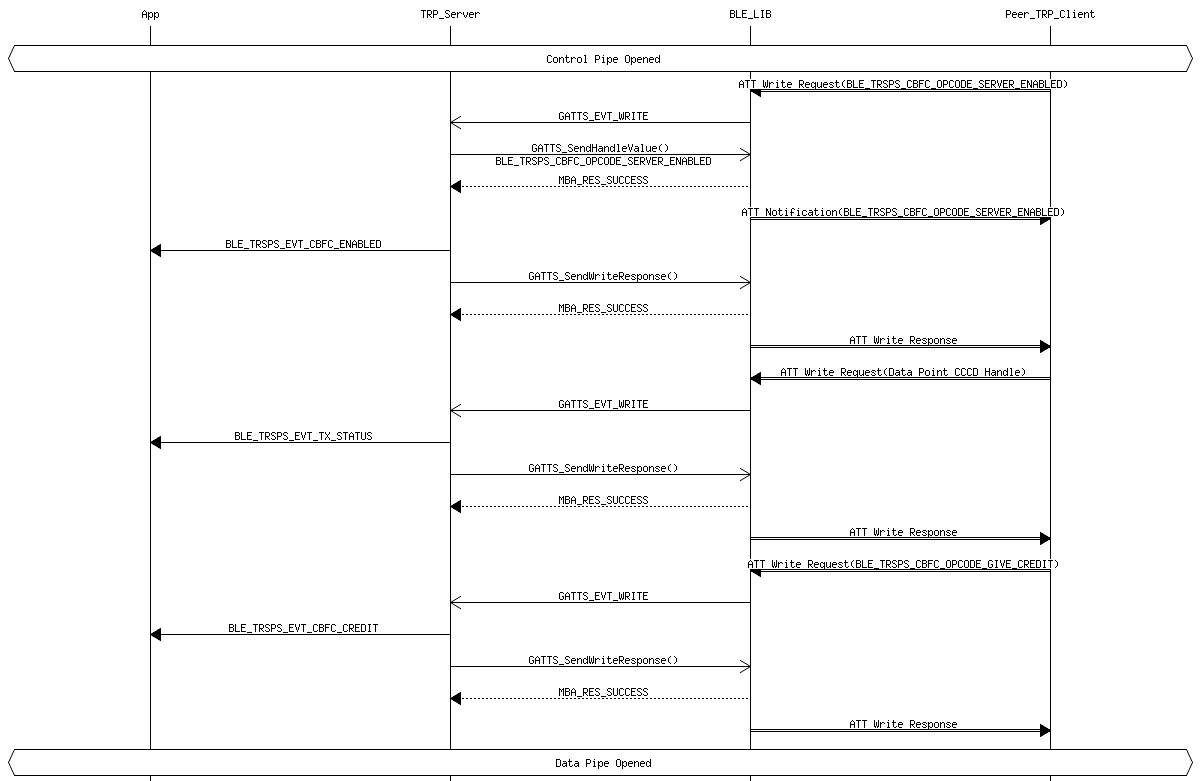 App TRP_Server BLE_LIB Peer_TRP_Client
Control Pipe Opened
ATT Write Request(BLE_TRSPS_CBFC_OPCODE_SERVER_ENABLED)
GATTS_EVT_WRITE
GATTS_SendHandleValue()
BLE_TRSPS_CBFC_OPCODE_SERVER_ENABLED
MBA_RES_SUCCESS
ATT Notification(BLE_TRSPS_CBFC_OPCODE_SERVER_ENABLED)
BLE_TRSPS_EVT_CBFC_ENABLED
GATTS_SendWriteResponse()
MBA_RES_SUCCESS
ATT Write Response
ATT Write Request(Data Point CCCD Handle)
GATTS_EVT_WRITE
BLE_TRSPS_EVT_TX_STATUS
GATTS_SendWriteResponse()
MBA_RES_SUCCESS
ATT Write Response
ATT Write Request(BLE_TRSPS_CBFC_OPCODE_GIVE_CREDIT)
GATTS_EVT_WRITE
BLE_TRSPS_EVT_CBFC_CREDIT
GATTS_SendWriteResponse()
MBA_RES_SUCCESS
ATT Write Response
Data Pipe Opened